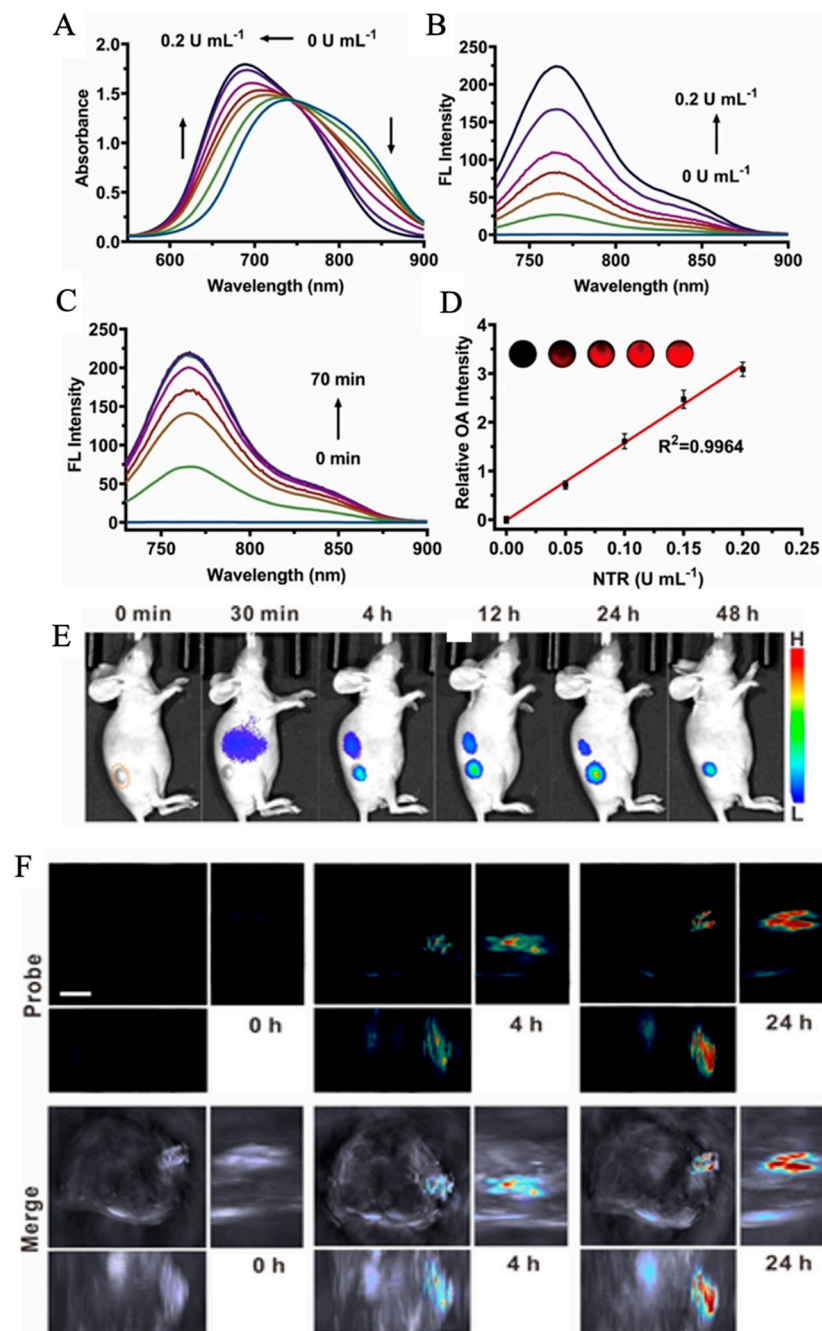 A
0.2 U mL⁻¹ ← 0 U mL⁻¹
2.0
1.5
1.0
0.5
0.0
Absorbance
600 700 800 900
Wavelength (nm)
B
250
200
150
100
50
0
FL Intensity
0.2 U mL⁻¹
0 U mL⁻¹
750 800 850 900
Wavelength (nm)
C
250
200
150
100
50
0
FL Intensity
70 min
0 min
750 800 850 900
Wavelength (nm)
D
4
3
2
1
0
Relative OA Intensity
R²=0.9964
0.00 0.05 0.10 0.15 0.20 0.25
NTR (U mL⁻¹)
E
0 min 30 min 4 h 12 h 24 h 48 h
H
L
F
Probe
0 h 4 h 24 h
Merge
0 h 4 h 24 h